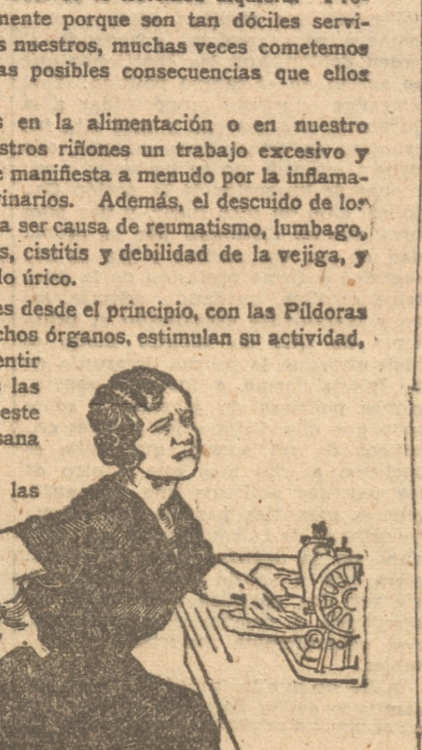 mente porque son tan dóciles servi-
s nuestros, muchas veces cometemos
as posibles consecuencias que ellos
s en la alimentación o en nuestro
stros riñones un trabajo excesivo y
e manifiesta a menudo por la inflama-
rinarios. Además, el descuido de los
a ser causa de reumatismo, lumbago,
s, cistitis y debilidad de la vejiga, y
do úrico.
es desde el principio, con las Píldoras
chos órganos, estimulan su actividad,
entir
las
este
sana
las